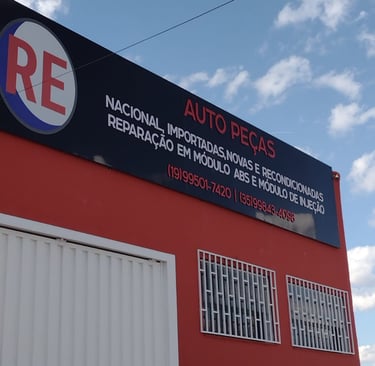 RE
AUTO PEÇAS
NACIONAL, IMPORTADAS, NOVAS E RECONDICIONADAS
REPARAÇÃO EM MÓDULO ABS E MÓDULO DE INJEÇÃO
(19)99501-7420 | (35)99843-4098